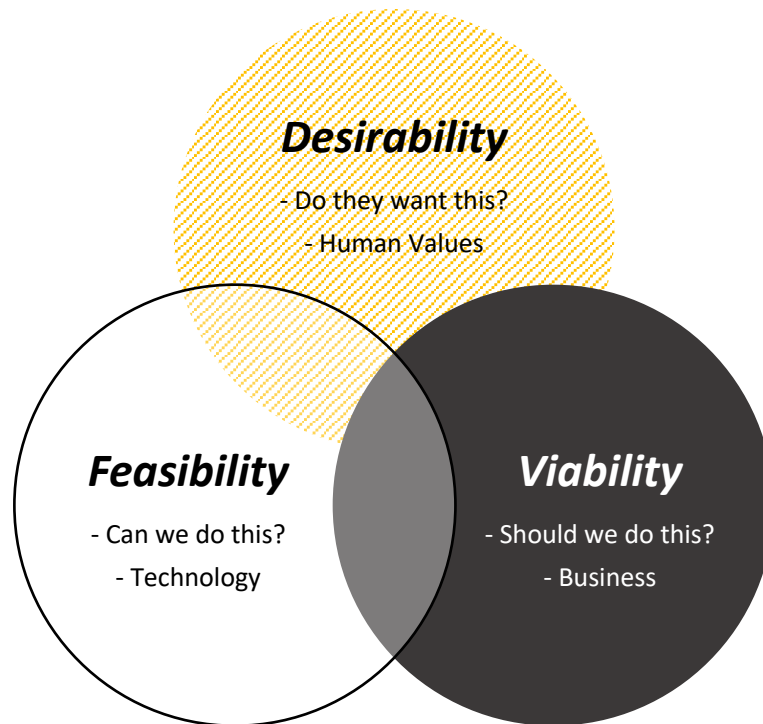 Desirability
- Do they want this?
- Human Values
Feasibility
- Can we do this?
- Technology
Viability
- Should we do this?
- Business